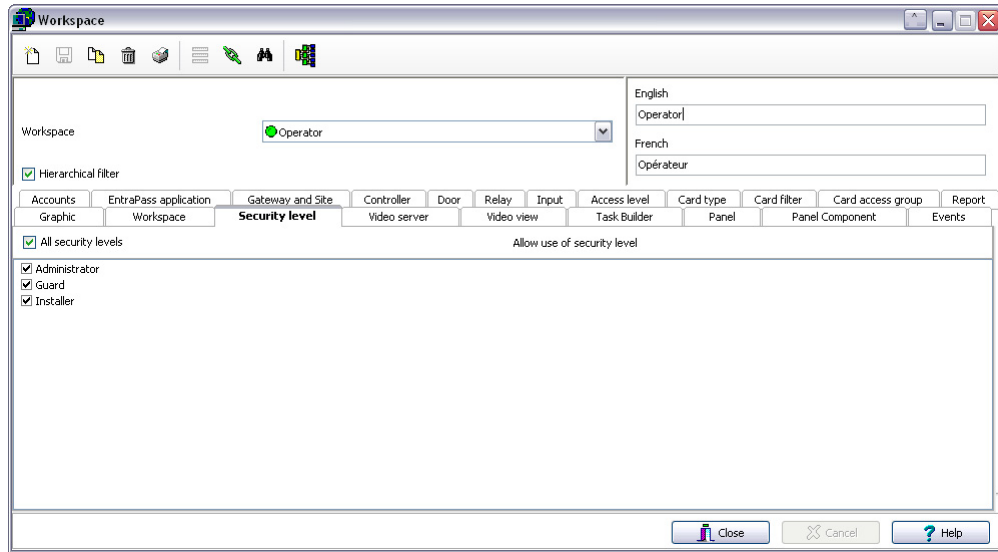 Workspace
English
Operator
Workspace
Operator
French
Opérateur
Hierarchical filter
Accounts EntraPass application Gateway and Site Controller Door Relay Input Access level Card type Card filter Card access group Report
Graphic Workspace Security level Video server Video view Task Builder Panel Panel Component Events
All security levels Allow use of security level
Administrator
Guard
Installer
Close Cancel Help